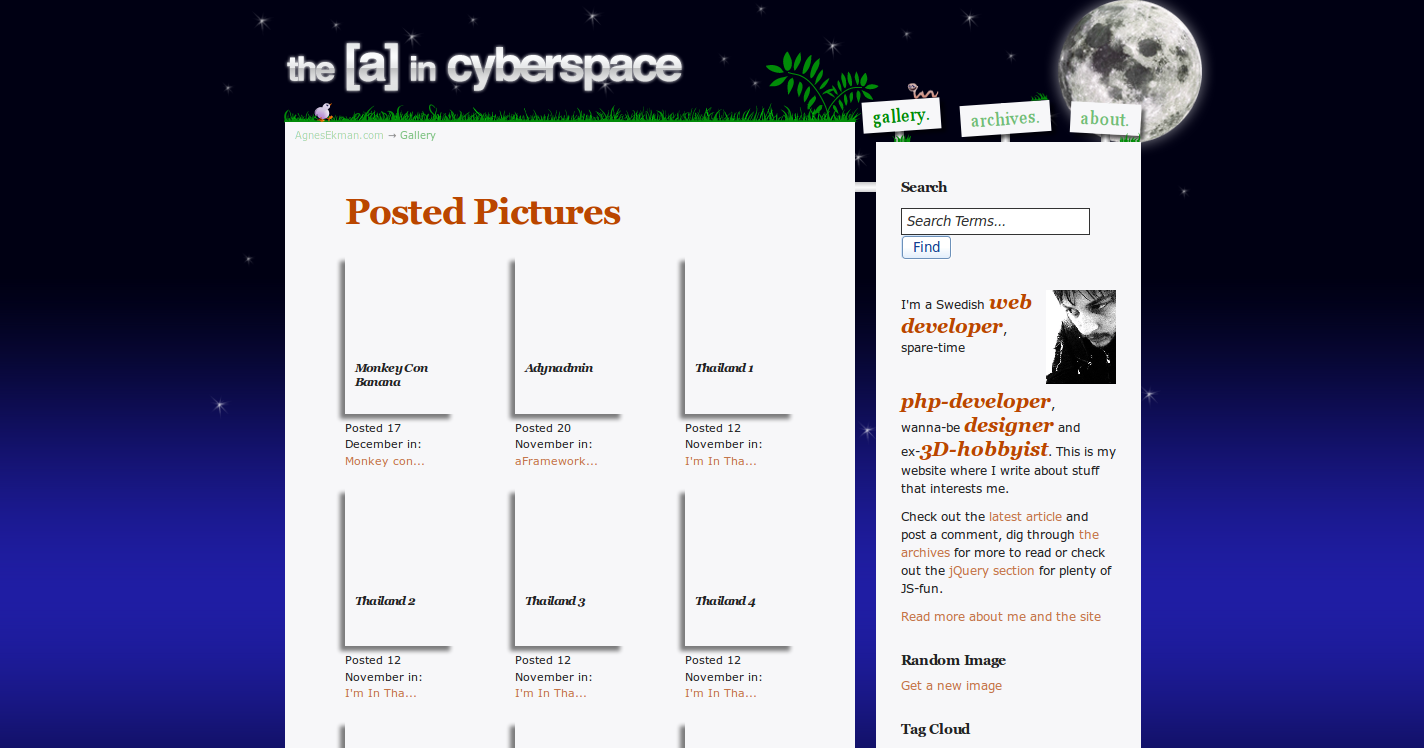 the [a] in cyberspace
gallery.
archives.
about.
AgnesEkman.com → Gallery
Posted Pictures
Monkey Con
Banana
Posted 17
December in:
Monkey con...
Adynadmin
Posted 20
November in:
aFramework...
Thailand 1
Posted 12
November in:
I'm In Tha...
Thailand 2
Posted 12
November in:
I'm In Tha...
Thailand 3
Posted 12
November in:
I'm In Tha...
Thailand 4
Posted 12
November in:
I'm In Tha...
Search
Search Terms...
Find
I'm a Swedish web
developer,
spare-time
php-developer,
wanna-be designer and
ex-3D-hobbyist. This is my
website where I write about stuff
that interests me.
Check out the latest article and
post a comment, dig through the
archives for more to read or check
out the jQuery section for plenty of
JS-fun.
Read more about me and the site
Random Image
Get a new image
Tag Cloud